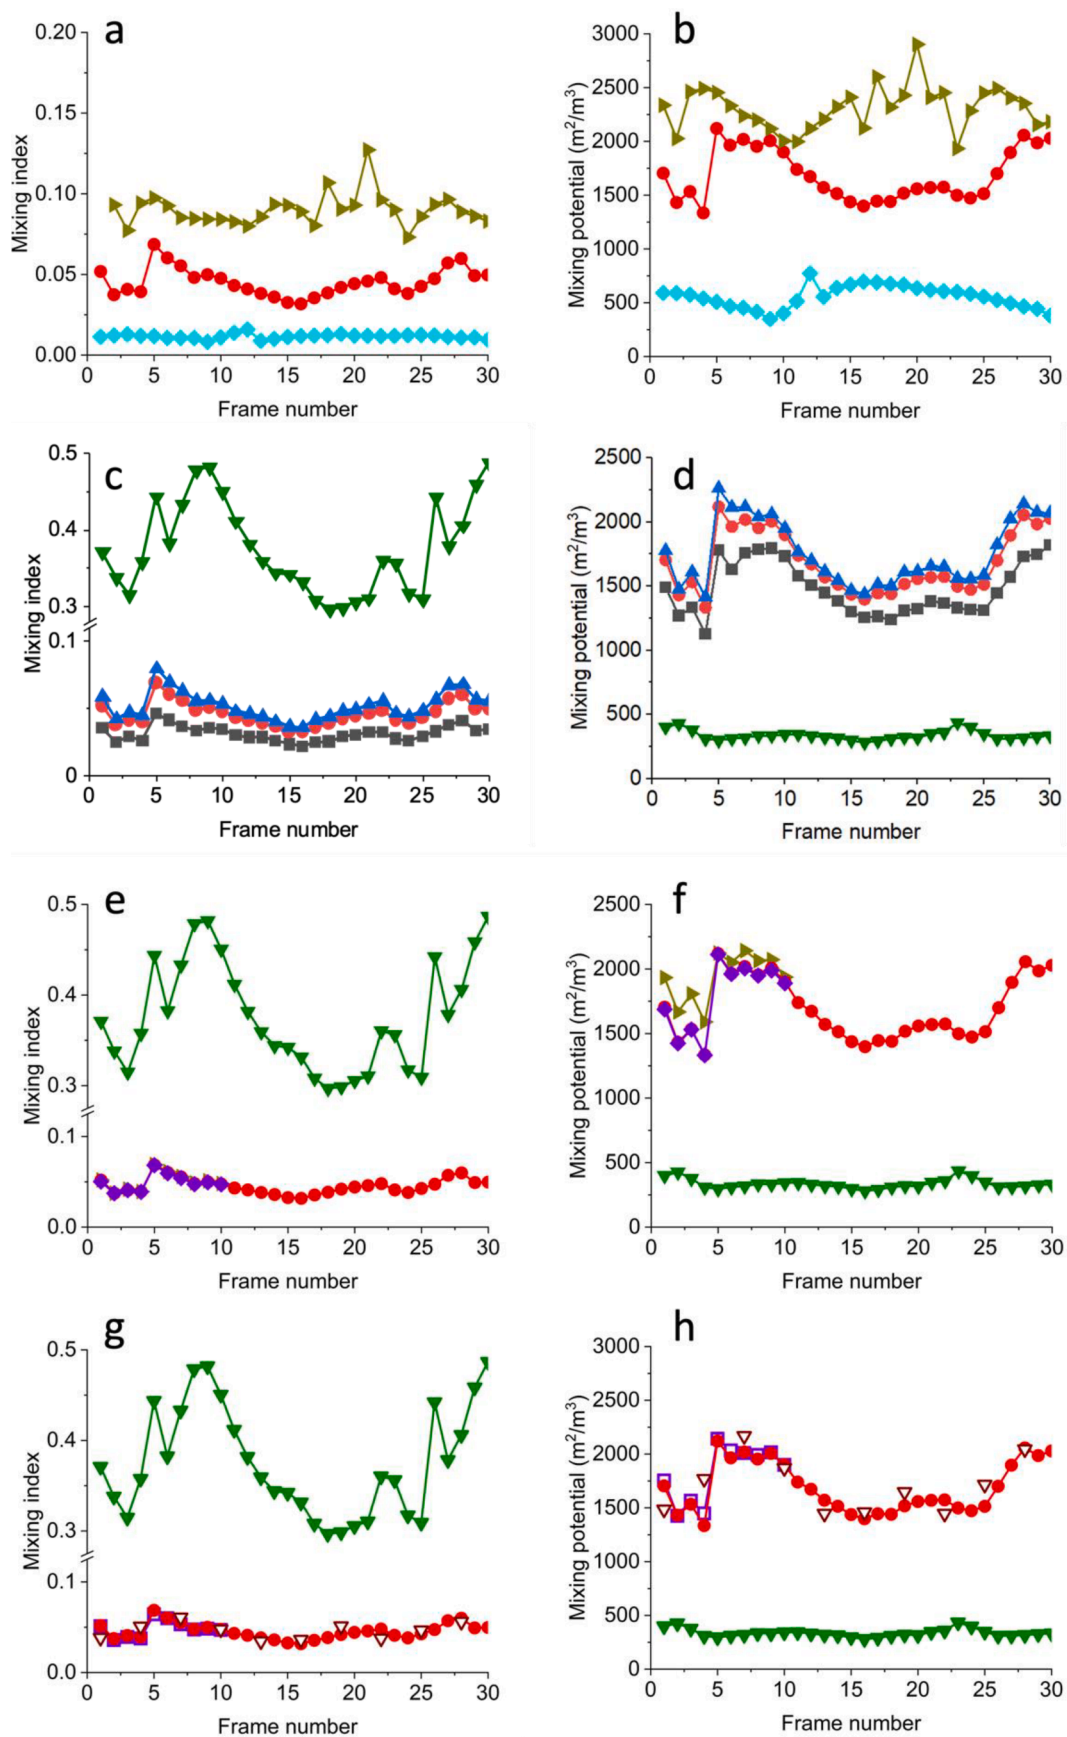 a
0.20
0.15
0.10
0.05
0.00
Mixing index
0 5 10 15 20 25 30
Frame number
b
3000
2500
2000
1500
1000
500
0
Mixing potential (m²/m³)
0 5 10 15 20 25 30
Frame number
c
0.5
0.4
0.3
0.1
0
Mixing index
0 5 10 15 20 25 30
Frame number
d
2500
2000
1500
1000
500
0
Mixing potential (m²/m³)
0 5 10 15 20 25 30
Frame number
e
0.5
0.4
0.3
0.1
0.0
Mixing index
0 5 10 15 20 25 30
Frame number
f
2500
2000
1500
1000
500
0
Mixing potential (m²/m³)
0 5 10 15 20 25 30
Frame number
g
0.5
0.4
0.3
0.1
0.0
Mixing index
0 5 10 15 20 25 30
Frame number
h
3000
2500
2000
1500
1000
500
0
Mixing potential (m²/m³)
0 5 10 15 20 25 30
Frame number